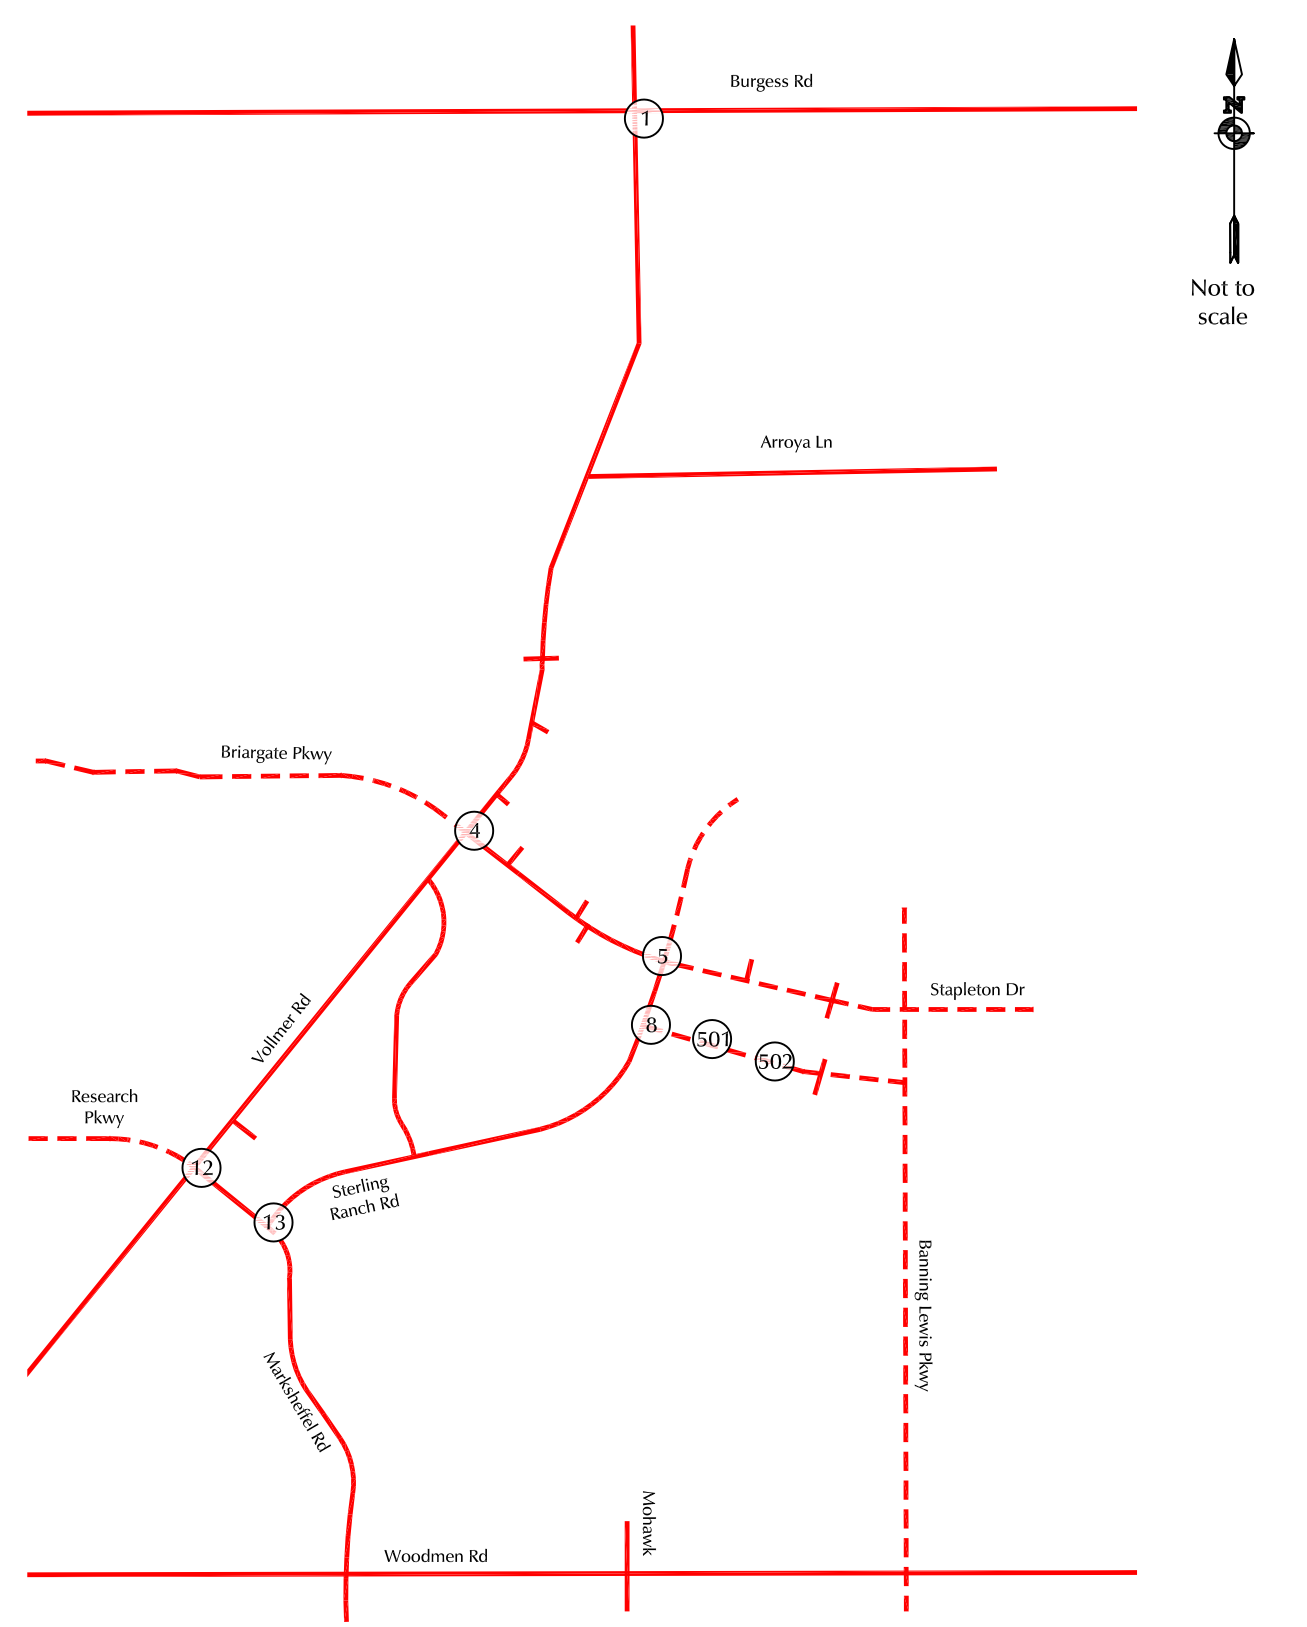 Burgess Rd
N
1
Not to
scale
Arroya Ln
Briargate Pkwy
4
5
Stapleton Dr
Vollmer Rd
8
501
502
Research
Pkwy
12
Sterling
Ranch Rd
13
Banning Lewis Pkwy
Marksheffel Rd
Mohawk
Woodmen Rd